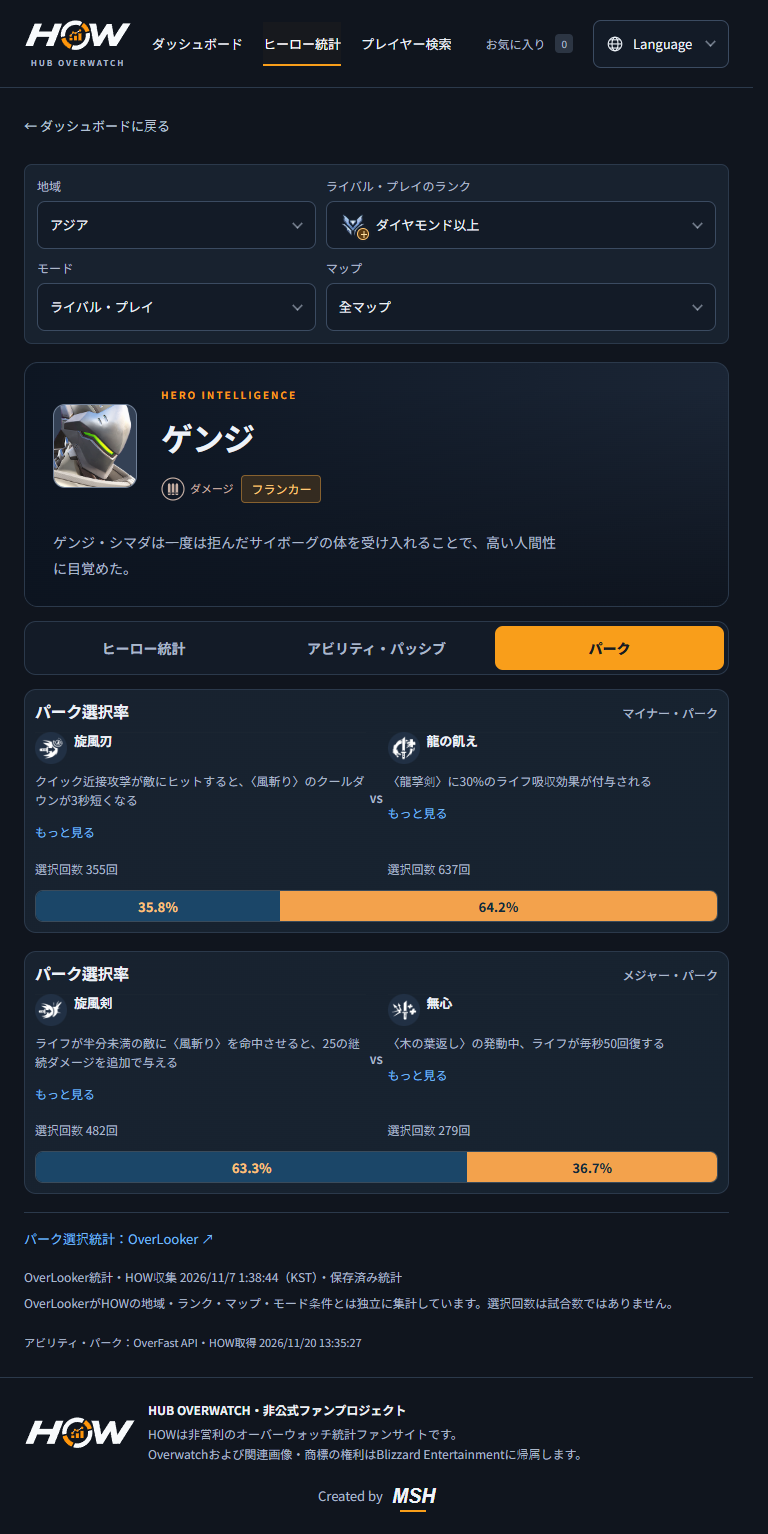 HOW
HUB OVERWATCH
ダッシュボード
ヒーロー統計
プレイヤー検索
お気に入り 0
Language
← ダッシュボードに戻る
地域
ライバル・プレイのランク
アジア
ダイヤモンド以上
モード
マップ
ライバル・プレイ
全マップ
HERO INTELLIGENCE
ゲンジ
ダメージ
フランカー
ゲンジ・シマダは一度は拒んだサイボーグの体を受け入れることで、高い人間性
に目覚めた。
ヒーロー統計
アビリティ・パッシブ
パーク
パーク選択率
マイナー・パーク
旋風刃
クイック近接攻撃が敵にヒットすると、〈風斬り〉のクールダ
ウンが3秒短くなる
もっと見る
選択回数 355回
VS
龍の飢え
〈龍撃剣〉に30%のライフ吸収効果が付与される
もっと見る
選択回数 637回
35.8%
64.2%
パーク選択率
メジャー・パーク
旋風剣
ライフが半分未満の敵に〈風斬り〉を命中させると、25の継
続ダメージを追加で与える
もっと見る
選択回数 482回
VS
無心
〈木の葉返し〉の発動中、ライフが毎秒50回復する
もっと見る
選択回数 279回
63.3%
36.7%
パーク選択統計：OverLooker ↗
OverLooker統計・HOW収集 2026/11/7 1:38:44（KST）・保存済み統計
OverLookerがHOWの地域・ランク・マップ・モード条件とは独立に集計しています。選択回数は試合数ではありません。
アビリティ・パーク：OverFast API・HOW取得 2026/11/20 13:35:27
HOW
HUB OVERWATCH・非公式ファンプロジェクト
HOWは非営利のオーバーウォッチ統計ファンサイトです。
Overwatchおよび関連画像・商標の権利はBlizzard Entertainmentに帰属します。
Created by MSH